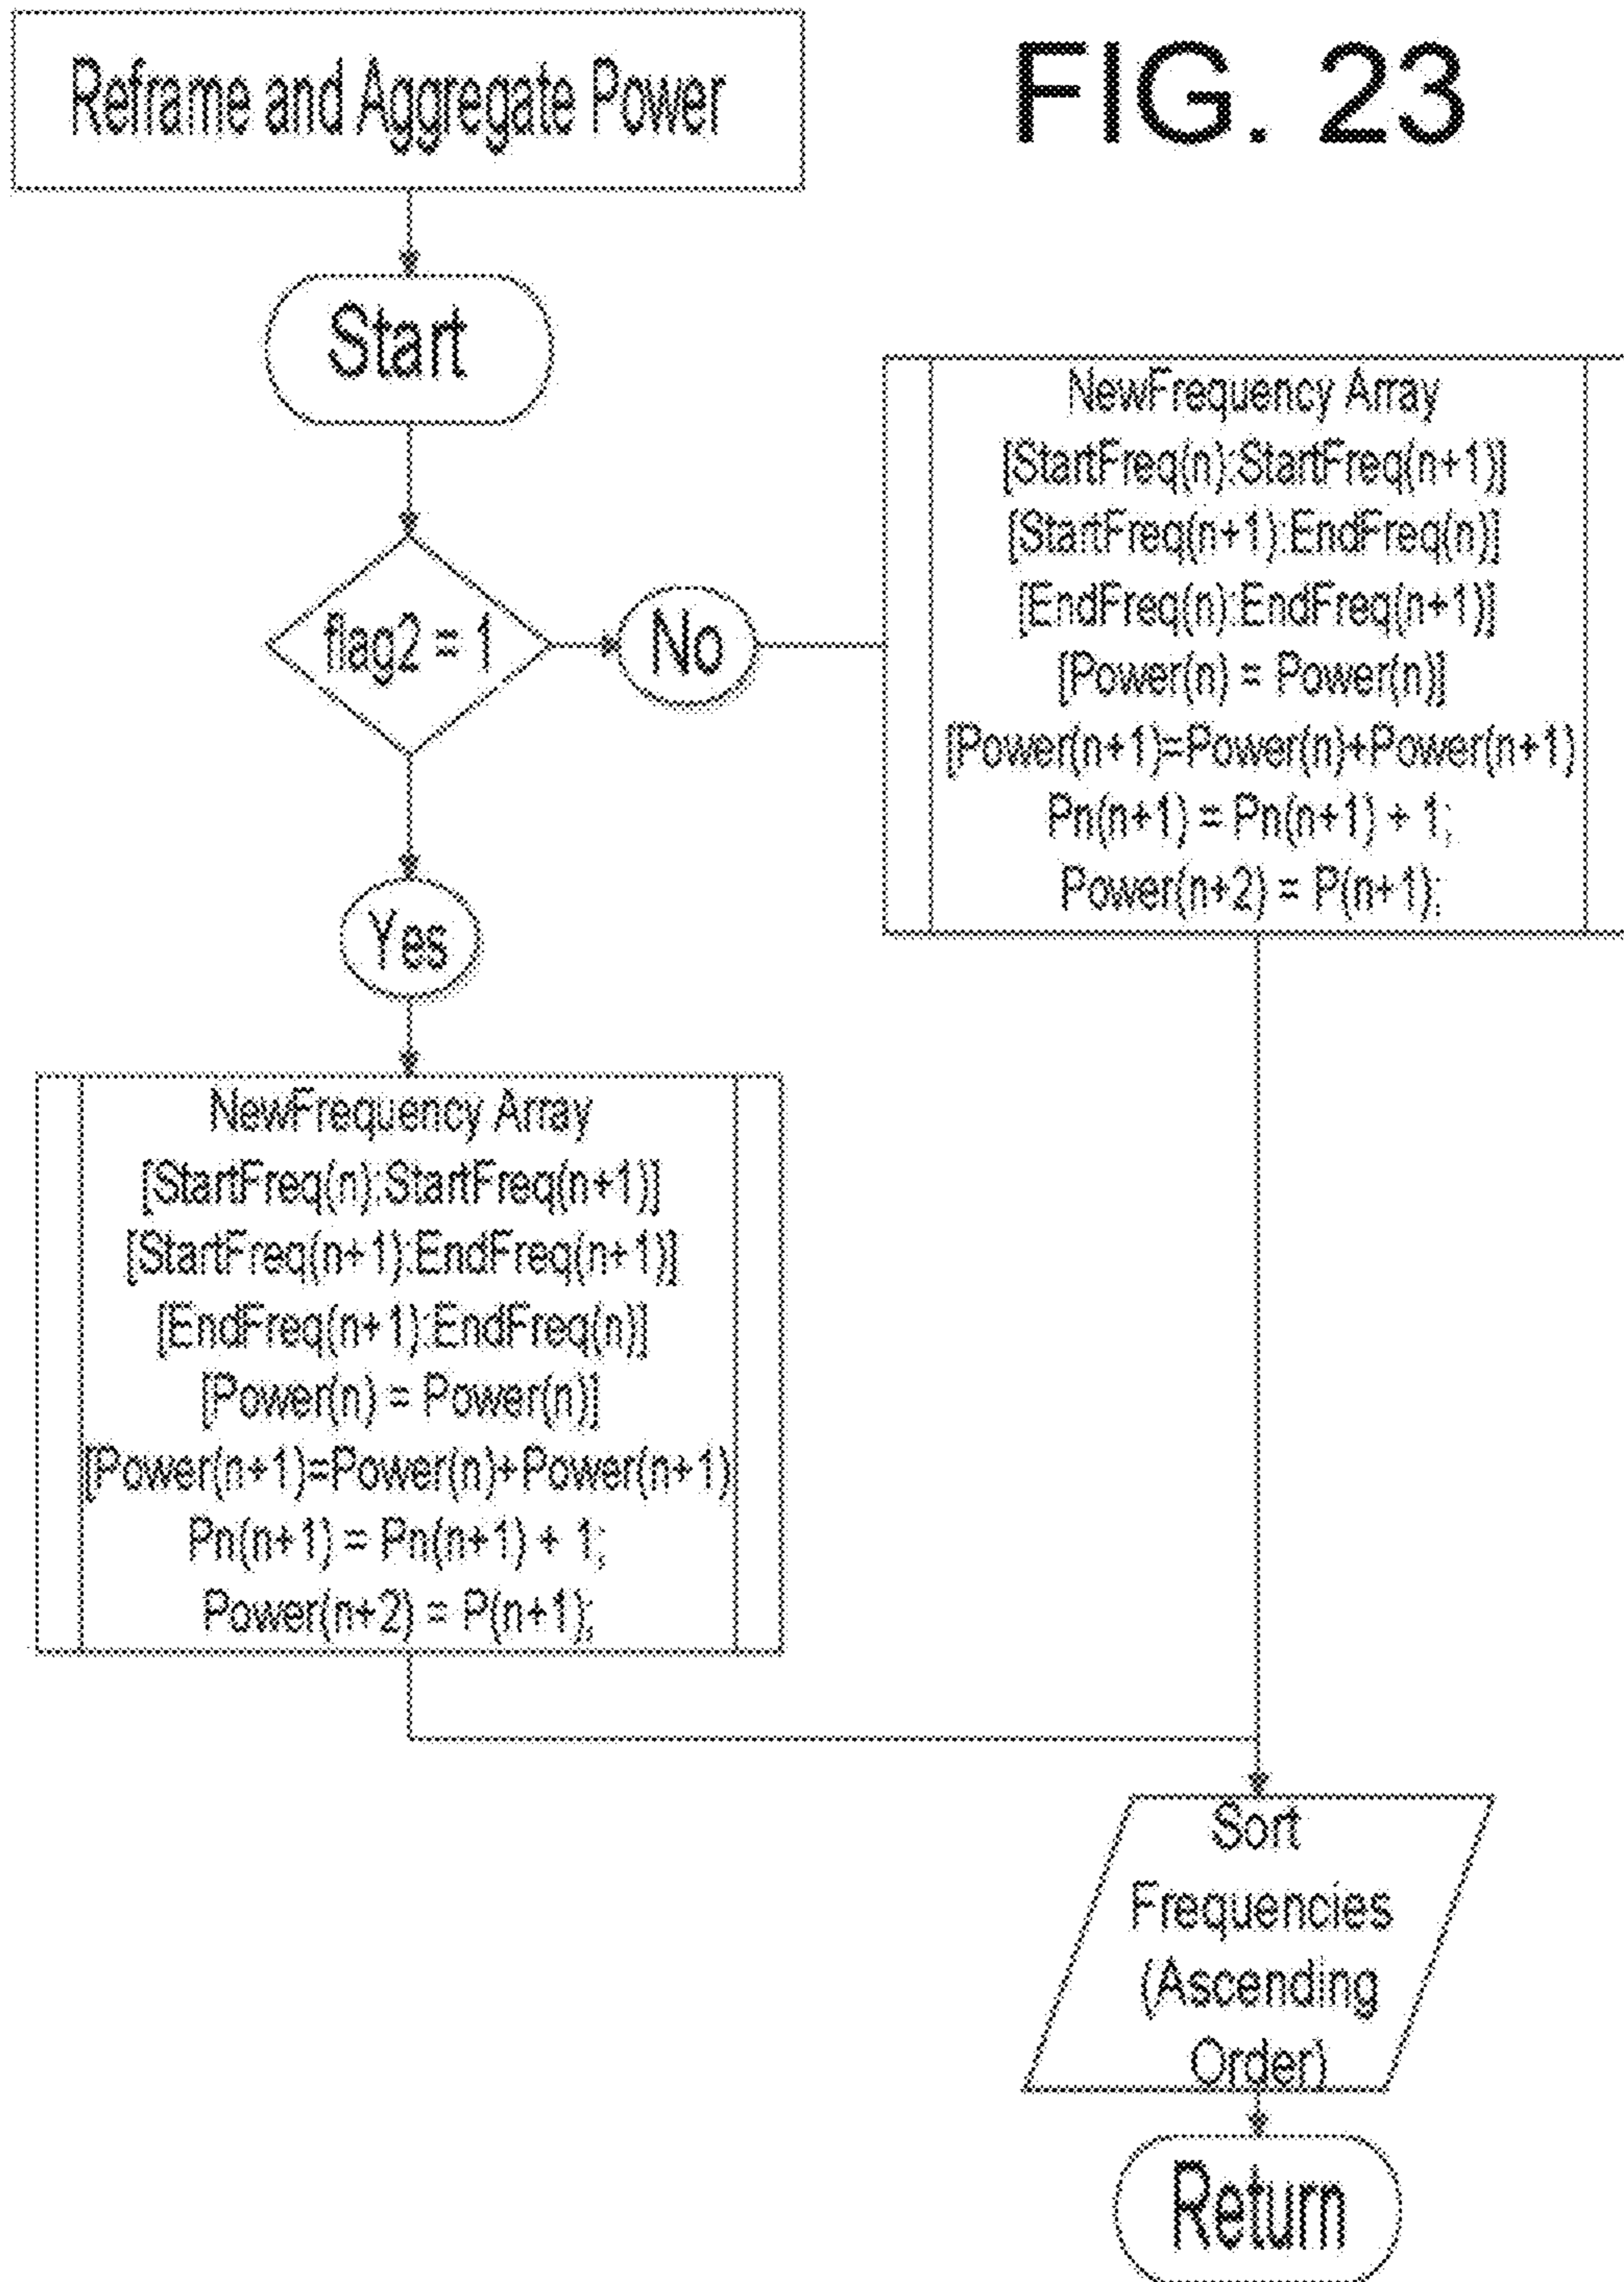 Reframe and Aggregate Power
FIG. 23
Start
flag2 = 1
No
NewFrequency Array
[StartFreq(n):StartFreq(n+1)]
[StartFreq(n+1):EndFreq(n)]
[EndFreq(n):EndFreq(n+1)]
[Power(n) = Power(n)]
[Power(n+1)=Power(n)+Power(n+1)
Pn(n+1) = Pn(n+1) + 1;
Power(n+2) = P(n+1);
Yes
NewFrequency Array
[StartFreq(n):StartFreq(n+1)]
[StartFreq(n+1):EndFreq(n+1)]
[EndFreq(n+1):EndFreq(n)]
[Power(n) = Power(n)]
[Power(n+1)=Power(n)+Power(n+1)
Pn(n+1) = Pn(n+1) + 1;
Power(n+2) = P(n+1);
Sort
Frequencies
(Ascending
Order)
Return